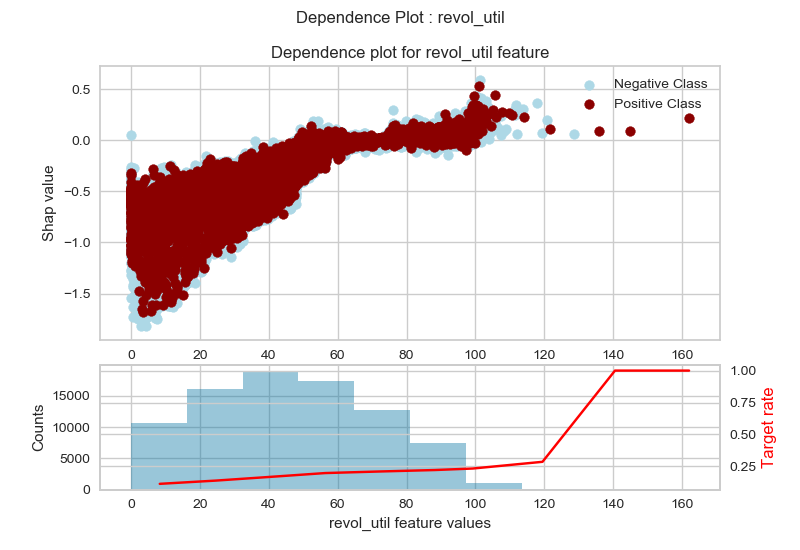 Dependence Plot : revol_util
Dependence plot for revol_util feature
Negative Class
Positive Class
Shap value
0.5
0.0
−0.5
−1.0
−1.5
0 20 40 60 80 100 120 140 160
Counts
15000
10000
5000
0
1.00
0.75
0.50
0.25
Target rate
0 20 40 60 80 100 120 140 160
revol_util feature values